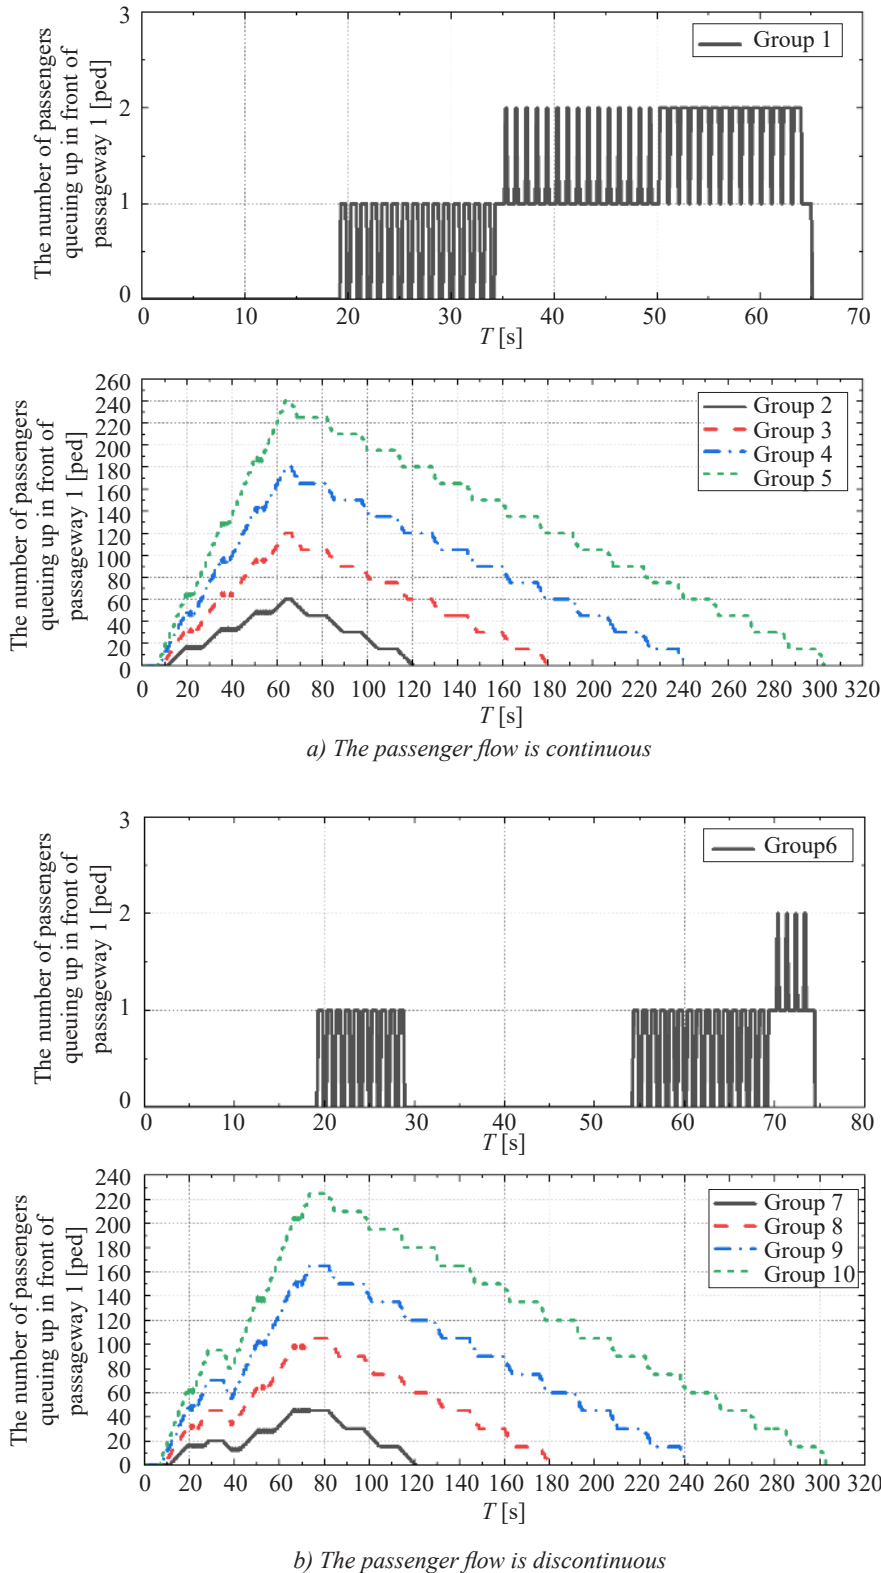 The number of passengers
queuing up in front of
passageway 1 [ped]
3
2
1
0
Group 1
0 10 20 30 40 50 60 70
T [s]
The number of passengers
queuing up in front of
passageway 1 [ped]
260
240
220
200
180
160
140
120
100
80
60
40
20
0
Group 2
Group 3
Group 4
Group 5
0 20 40 60 80 100 120 140 160 180 200 220 240 260 280 300 320
T [s]
a) The passenger flow is continuous
The number of passengers
queuing up in front of
passageway 1 [ped]
3
2
1
0
Group6
0 10 20 30 40 50 60 70 80
T [s]
The number of passengers
queuing up in front of
passageway 1 [ped]
240
220
200
180
160
140
120
100
80
60
40
20
0
Group 7
Group 8
Group 9
Group 10
0 20 40 60 80 100 120 140 160 180 200 220 240 260 280 300 320
T [s]
b) The passenger flow is discontinuous